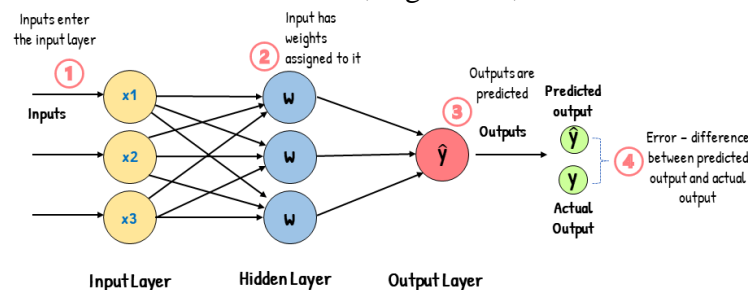 Inputs enter
the input layer
1
Inputs
x1
x2
x3
Input Layer
2
Input has
weights
assigned to it
w
w
w
Hidden Layer
3
Outputs are
predicted
ŷ
Outputs
Output Layer
Predicted
output
ŷ
y
Actual
Output
4
Error – difference
between predicted
output and actual
output